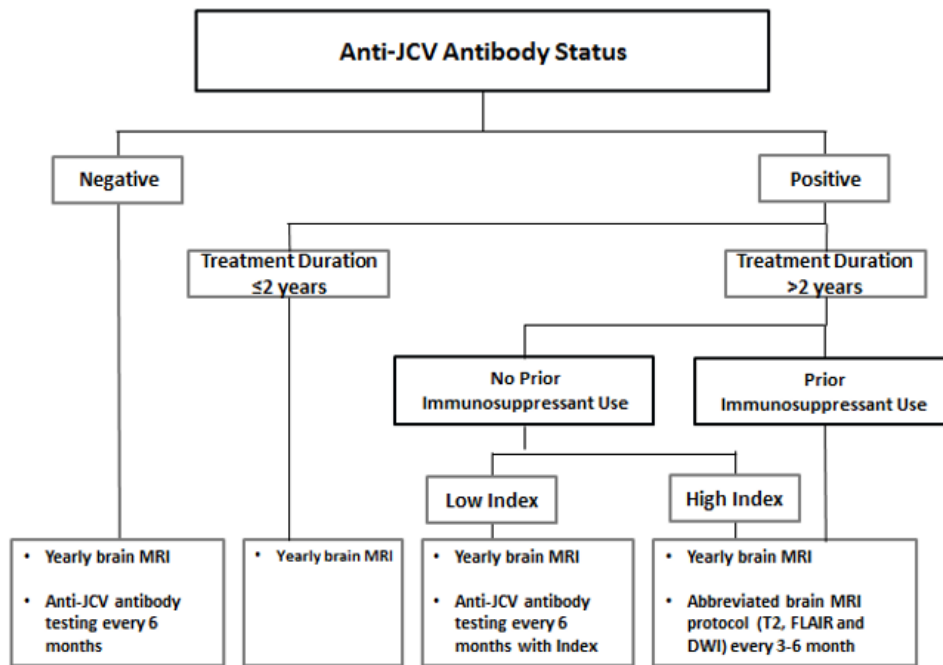 Anti-JCV Antibody Status
Negative
Positive
Treatment Duration
≤2 years
Treatment Duration
>2 years
No Prior
Immunosuppressant Use
Prior
Immunosuppressant Use
Low Index
High Index
• Yearly brain MRI
• Anti-JCV antibody
testing every 6
months
• Yearly brain MRI
• Yearly brain MRI
• Anti-JCV antibody
testing every 6
months with Index
• Yearly brain MRI
• Abbreviated brain MRI
protocol (T2, FLAIR and
DWI) every 3-6 month